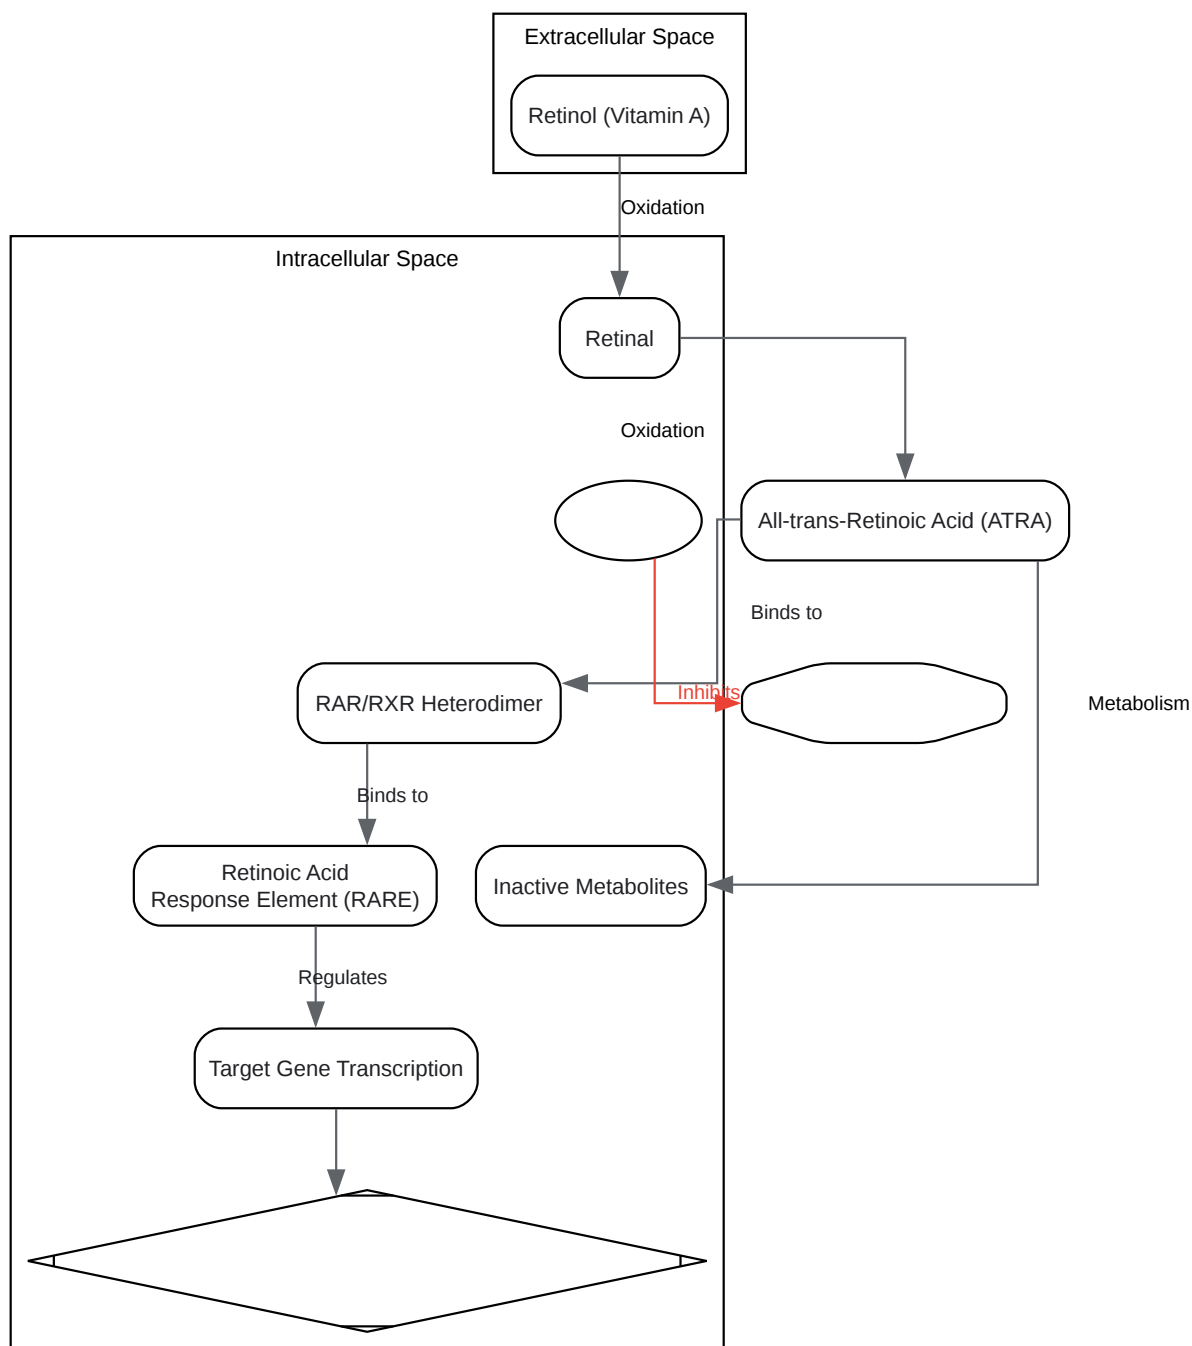 Extracellular Space
Retinol (Vitamin A)
Oxidation
Intracellular Space
Retinal
Oxidation
All-trans-Retinoic Acid (ATRA)
Binds to
Inhibits
RAR/RXR Heterodimer
Metabolism
Binds to
Retinoic Acid
Response Element (RARE)
Inactive Metabolites
Regulates
Target Gene Transcription